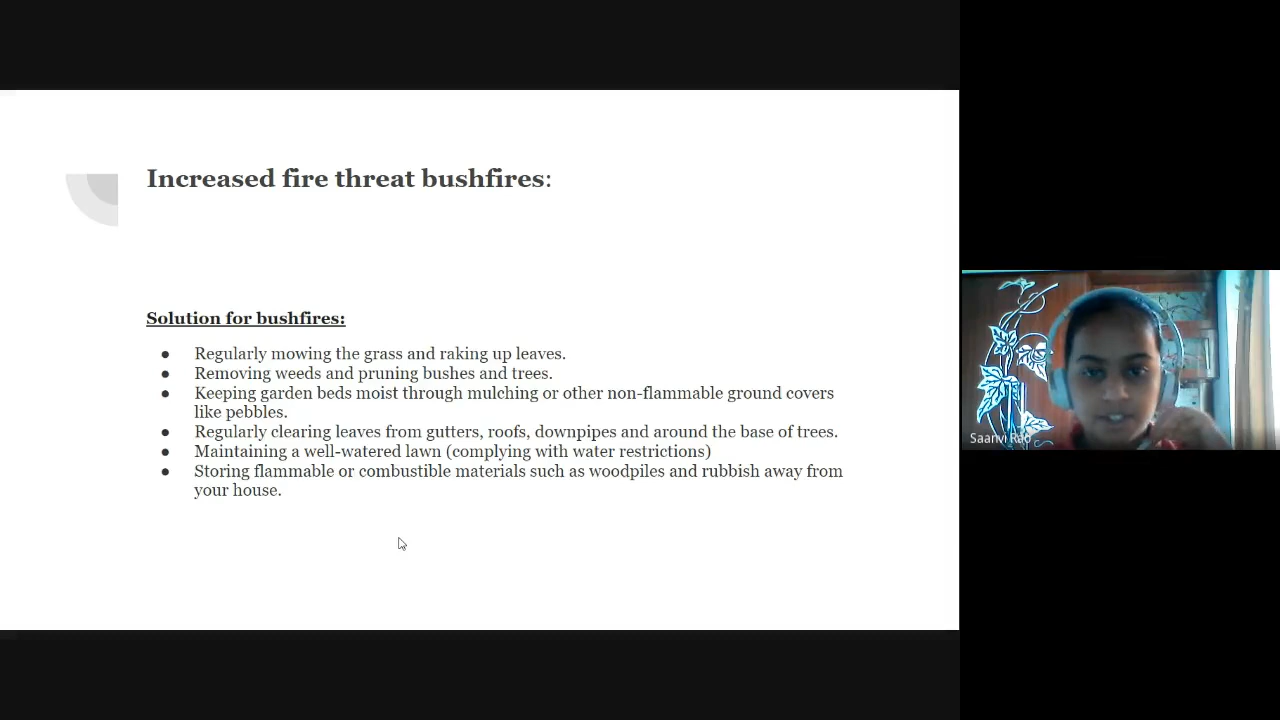 Increased fire threat bushfires:
Solution for bushfires:
● Regularly mowing the grass and raking up leaves.
● Removing weeds and pruning bushes and trees.
● Keeping garden beds moist through mulching or other non-flammable ground covers
like pebbles.
● Regularly clearing leaves from gutters, roofs, downpipes and around the base of trees.
● Maintaining a well-watered lawn (complying with water restrictions)
● Storing flammable or combustible materials such as woodpiles and rubbish away from
your house.
Saanvi Rao